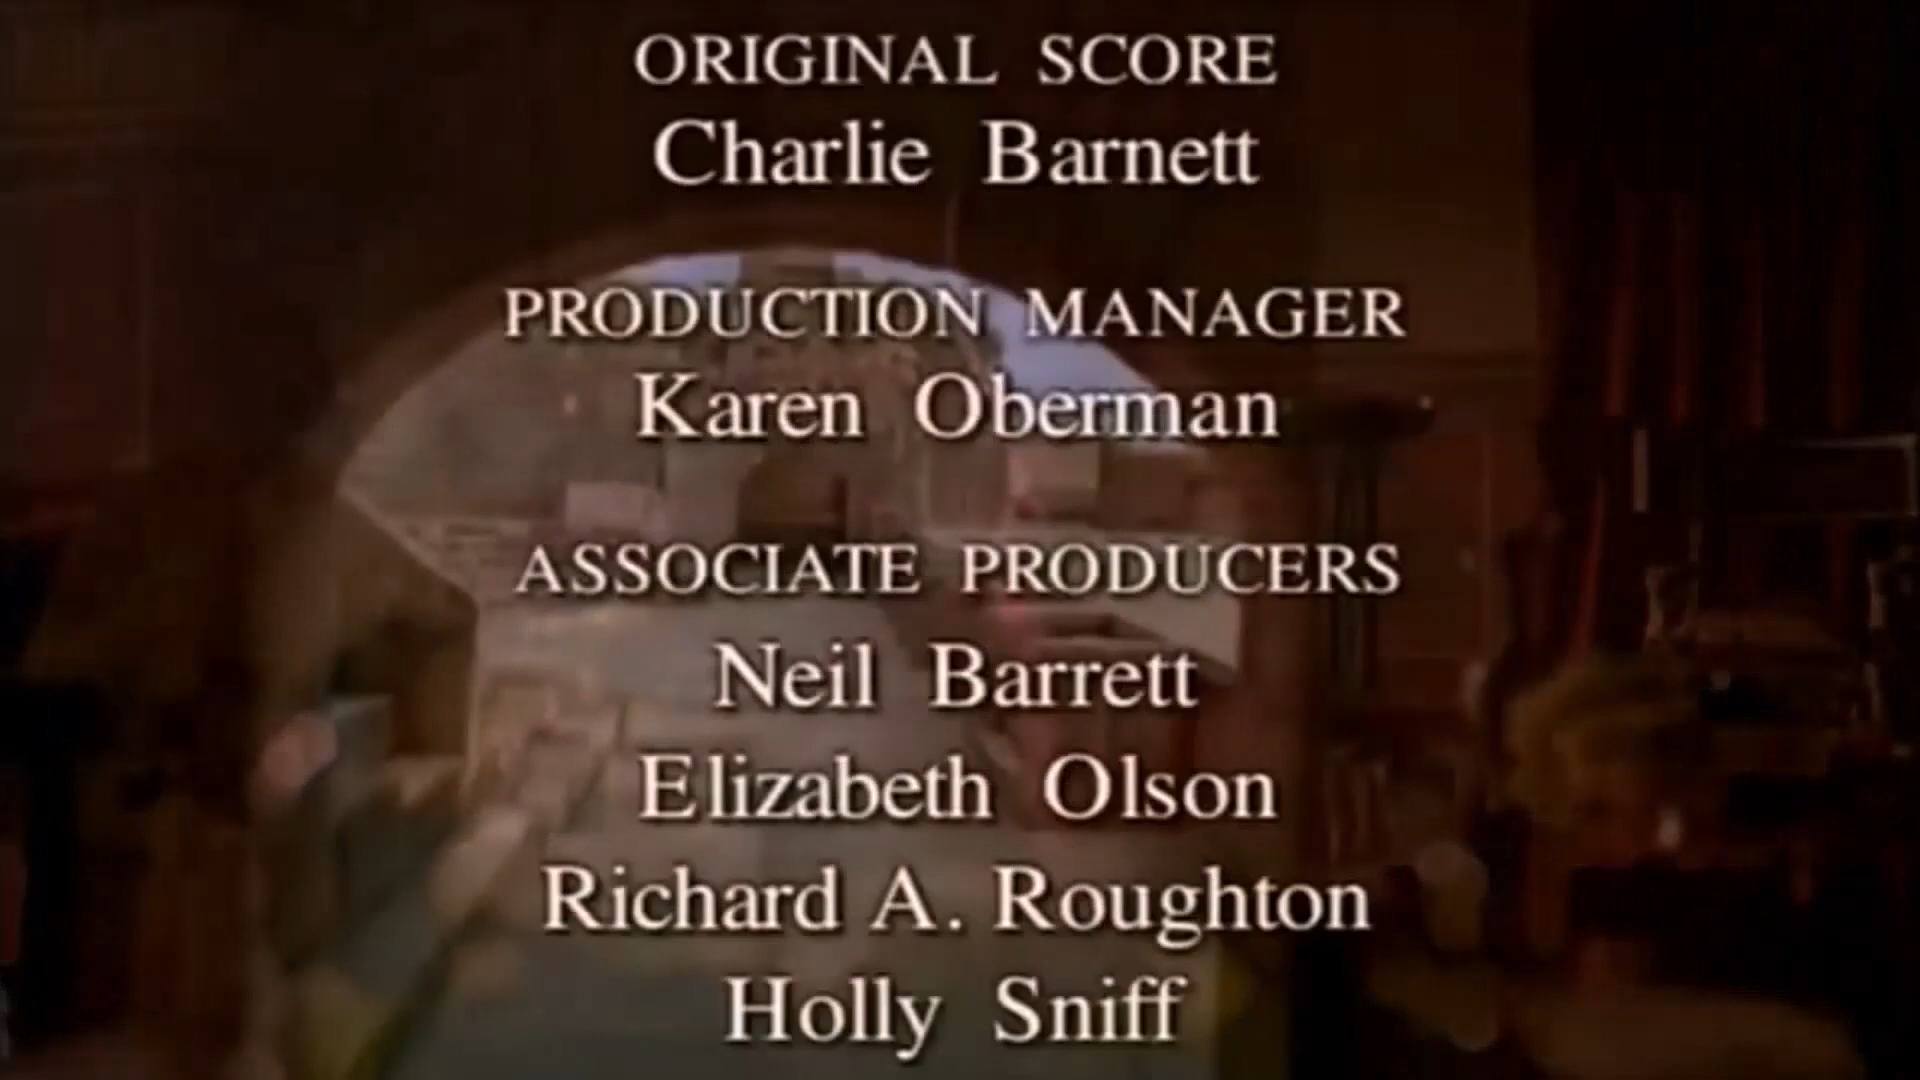 ORIGINAL SCORE
Charlie Barnett
PRODUCTION MANAGER
Karen Oberman
ASSOCIATE PRODUCERS
Neil Barrett
Elizabeth Olson
Richard A. Roughton
Holly Sniff